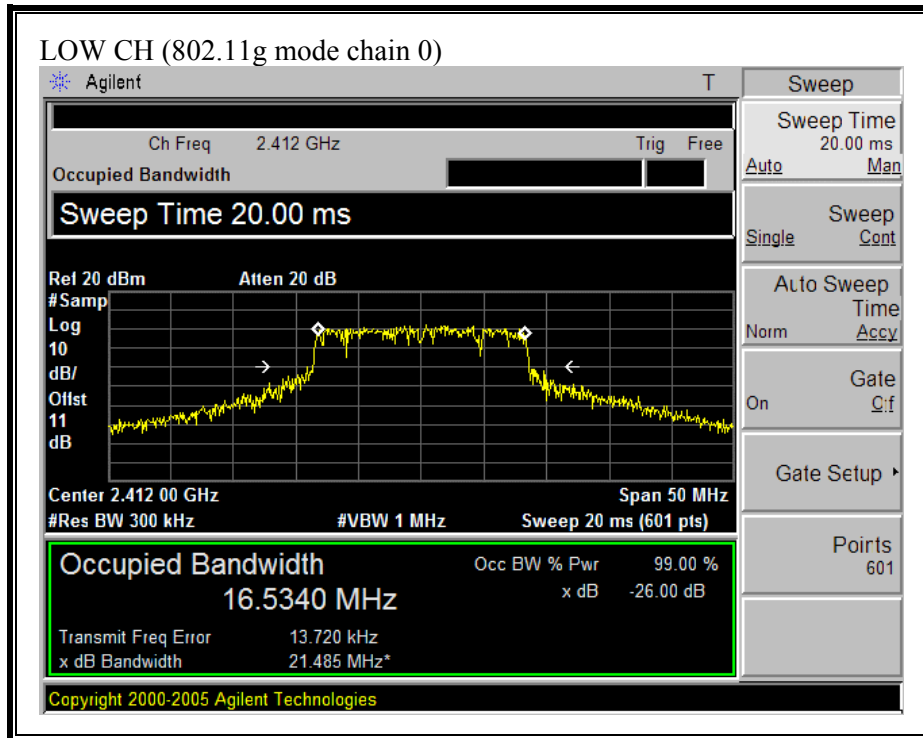 LOW CH (802.11g mode chain 0)
Agilent T
Ch Freq 2.412 GHz Trig Free
Occupied Bandwidth
Sweep Time 20.00 ms
Ref 20 dBm Atten 20 dB
#Samp
Log
10
dB/
Offst
11
dB
Center 2.412 00 GHz Span 50 MHz
#Res BW 300 kHz #VBW 1 MHz Sweep 20 ms (601 pts)
Occupied Bandwidth Occ BW % Pwr 99.00 %
16.5340 MHz x dB -26.00 dB
Transmit Freq Error 13.720 kHz
x dB Bandwidth 21.485 MHz*
Copyright 2000-2005 Agilent Technologies
Sweep
Sweep Time
20.00 ms
Auto Man
Sweep
Single Cont
Auto Sweep
Time
Norm Accy
Gate
On Off
Gate Setup
Points
601